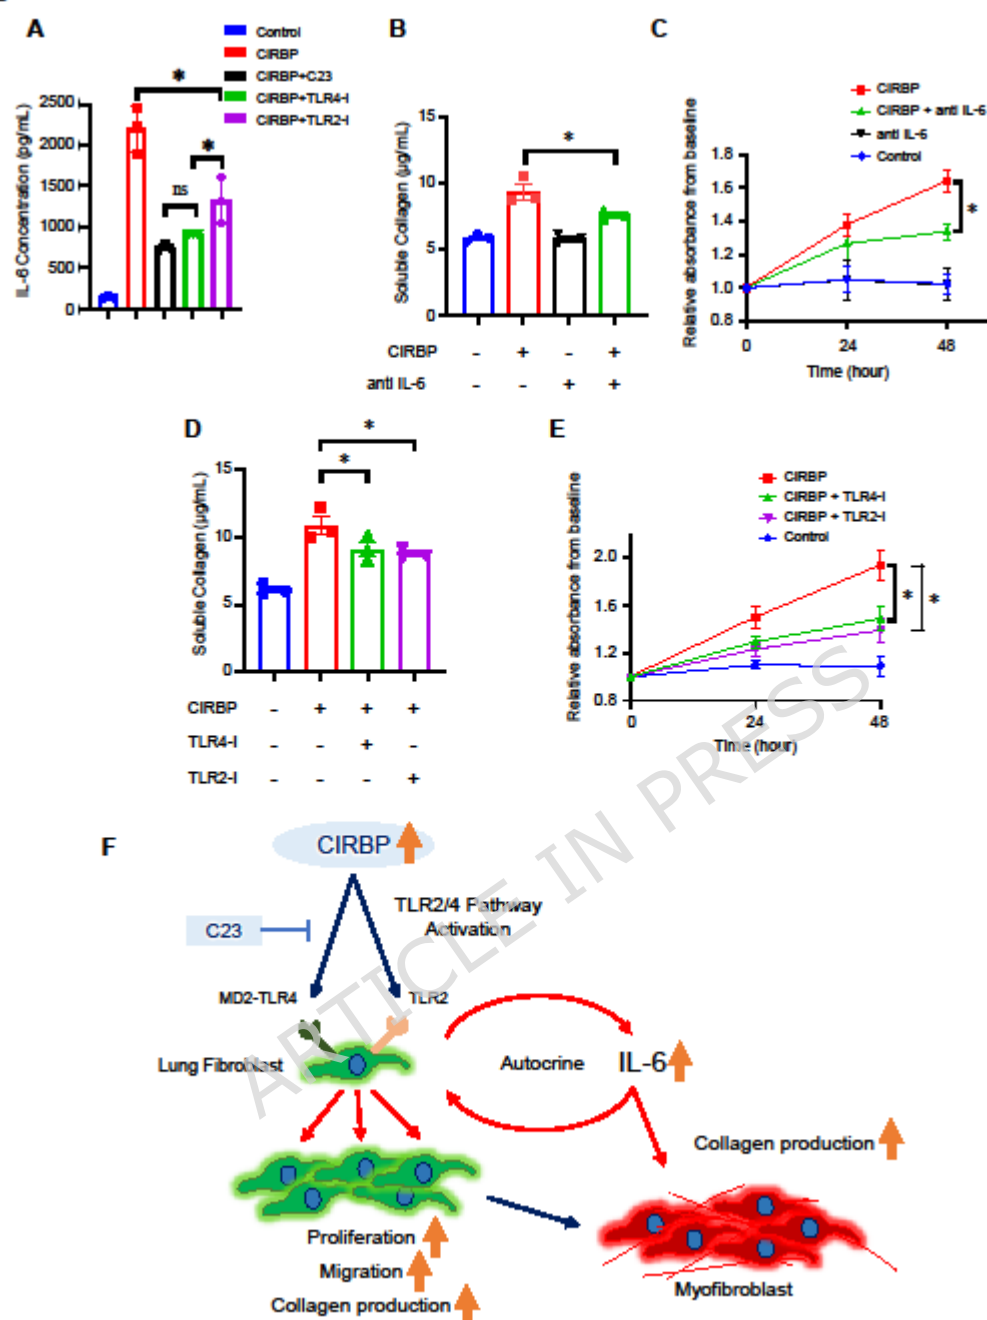 A
Control
CIRBP
CIRBP+C23
CIRBP+TLR4-I
CIRBP+TLR2-I
IL-6 Concentration (pg/mL)
2500
2000
1500
1000
500
0
*
*
ns
B
Soluble Collagen (µg/mL)
15
10
5
0
*
CIRBP - + - +
anti IL-6 - - + +
C
CIRBP
CIRBP + anti IL-6
anti IL-6
Control
Relative absorbance from baseline
1.8
1.6
1.4
1.2
1.0
0.8
*
0 24 48
Time (hour)
D
Soluble Collagen (µg/mL)
15
10
5
0
*
*
CIRBP - + + +
TLR4-I - - + -
TLR2-I - - - +
E
CIRBP
CIRBP + TLR4-I
CIRBP + TLR2-I
Control
Relative absorbance from baseline
2.0
1.6
1.2
0.8
* *
0 24 48
Time (hour)
F
CIRBP
C23
TLR2/4 Pathway
Activation
MD2-TLR4
TLR2
Lung Fibroblast
Autocrine
IL-6
Collagen production
Proliferation
Migration
Collagen production
Myofibroblast
ARTICLE IN PRESS